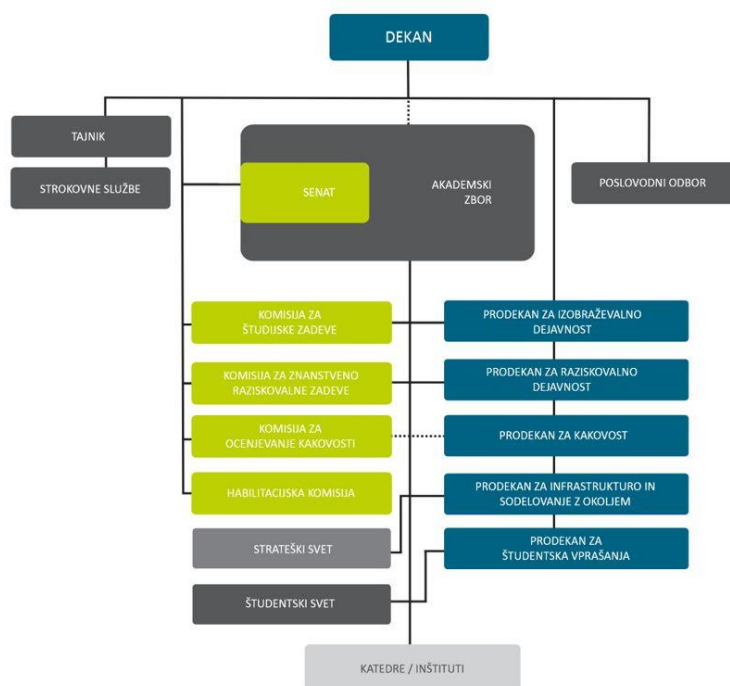 DEKAN
TAJNIK
STROKOVNE SLUŽBE
SENAT
AKADEMSKI
ZBOR
POSLOVODNI ODBOR
KOMISIJA ZA
ŠTUDIJSKE ZADEVE
PRODEKAN ZA IZOBRAŽEVALNO
DEJAVNOST
KOMISIJA ZA ZNANSTVENO
RAZISKOVALNE ZADEVE
PRODEKAN ZA RAZISKOVALNO
DEJAVNOST
KOMISIJA ZA
OCENJEVANJE KAKOVOSTI
PRODEKAN ZA KAKOVOST
HABILITACIJSKA KOMISIJA
PRODEKAN ZA INFRASTRUKTURO IN
SODELOVANJE Z OKOLJEM
STRATEŠKI SVET
PRODEKAN ZA
ŠTUDENTSKA VPRAŠANJA
ŠTUDENTSKI SVET
KATEDRE / INŠTITUTI